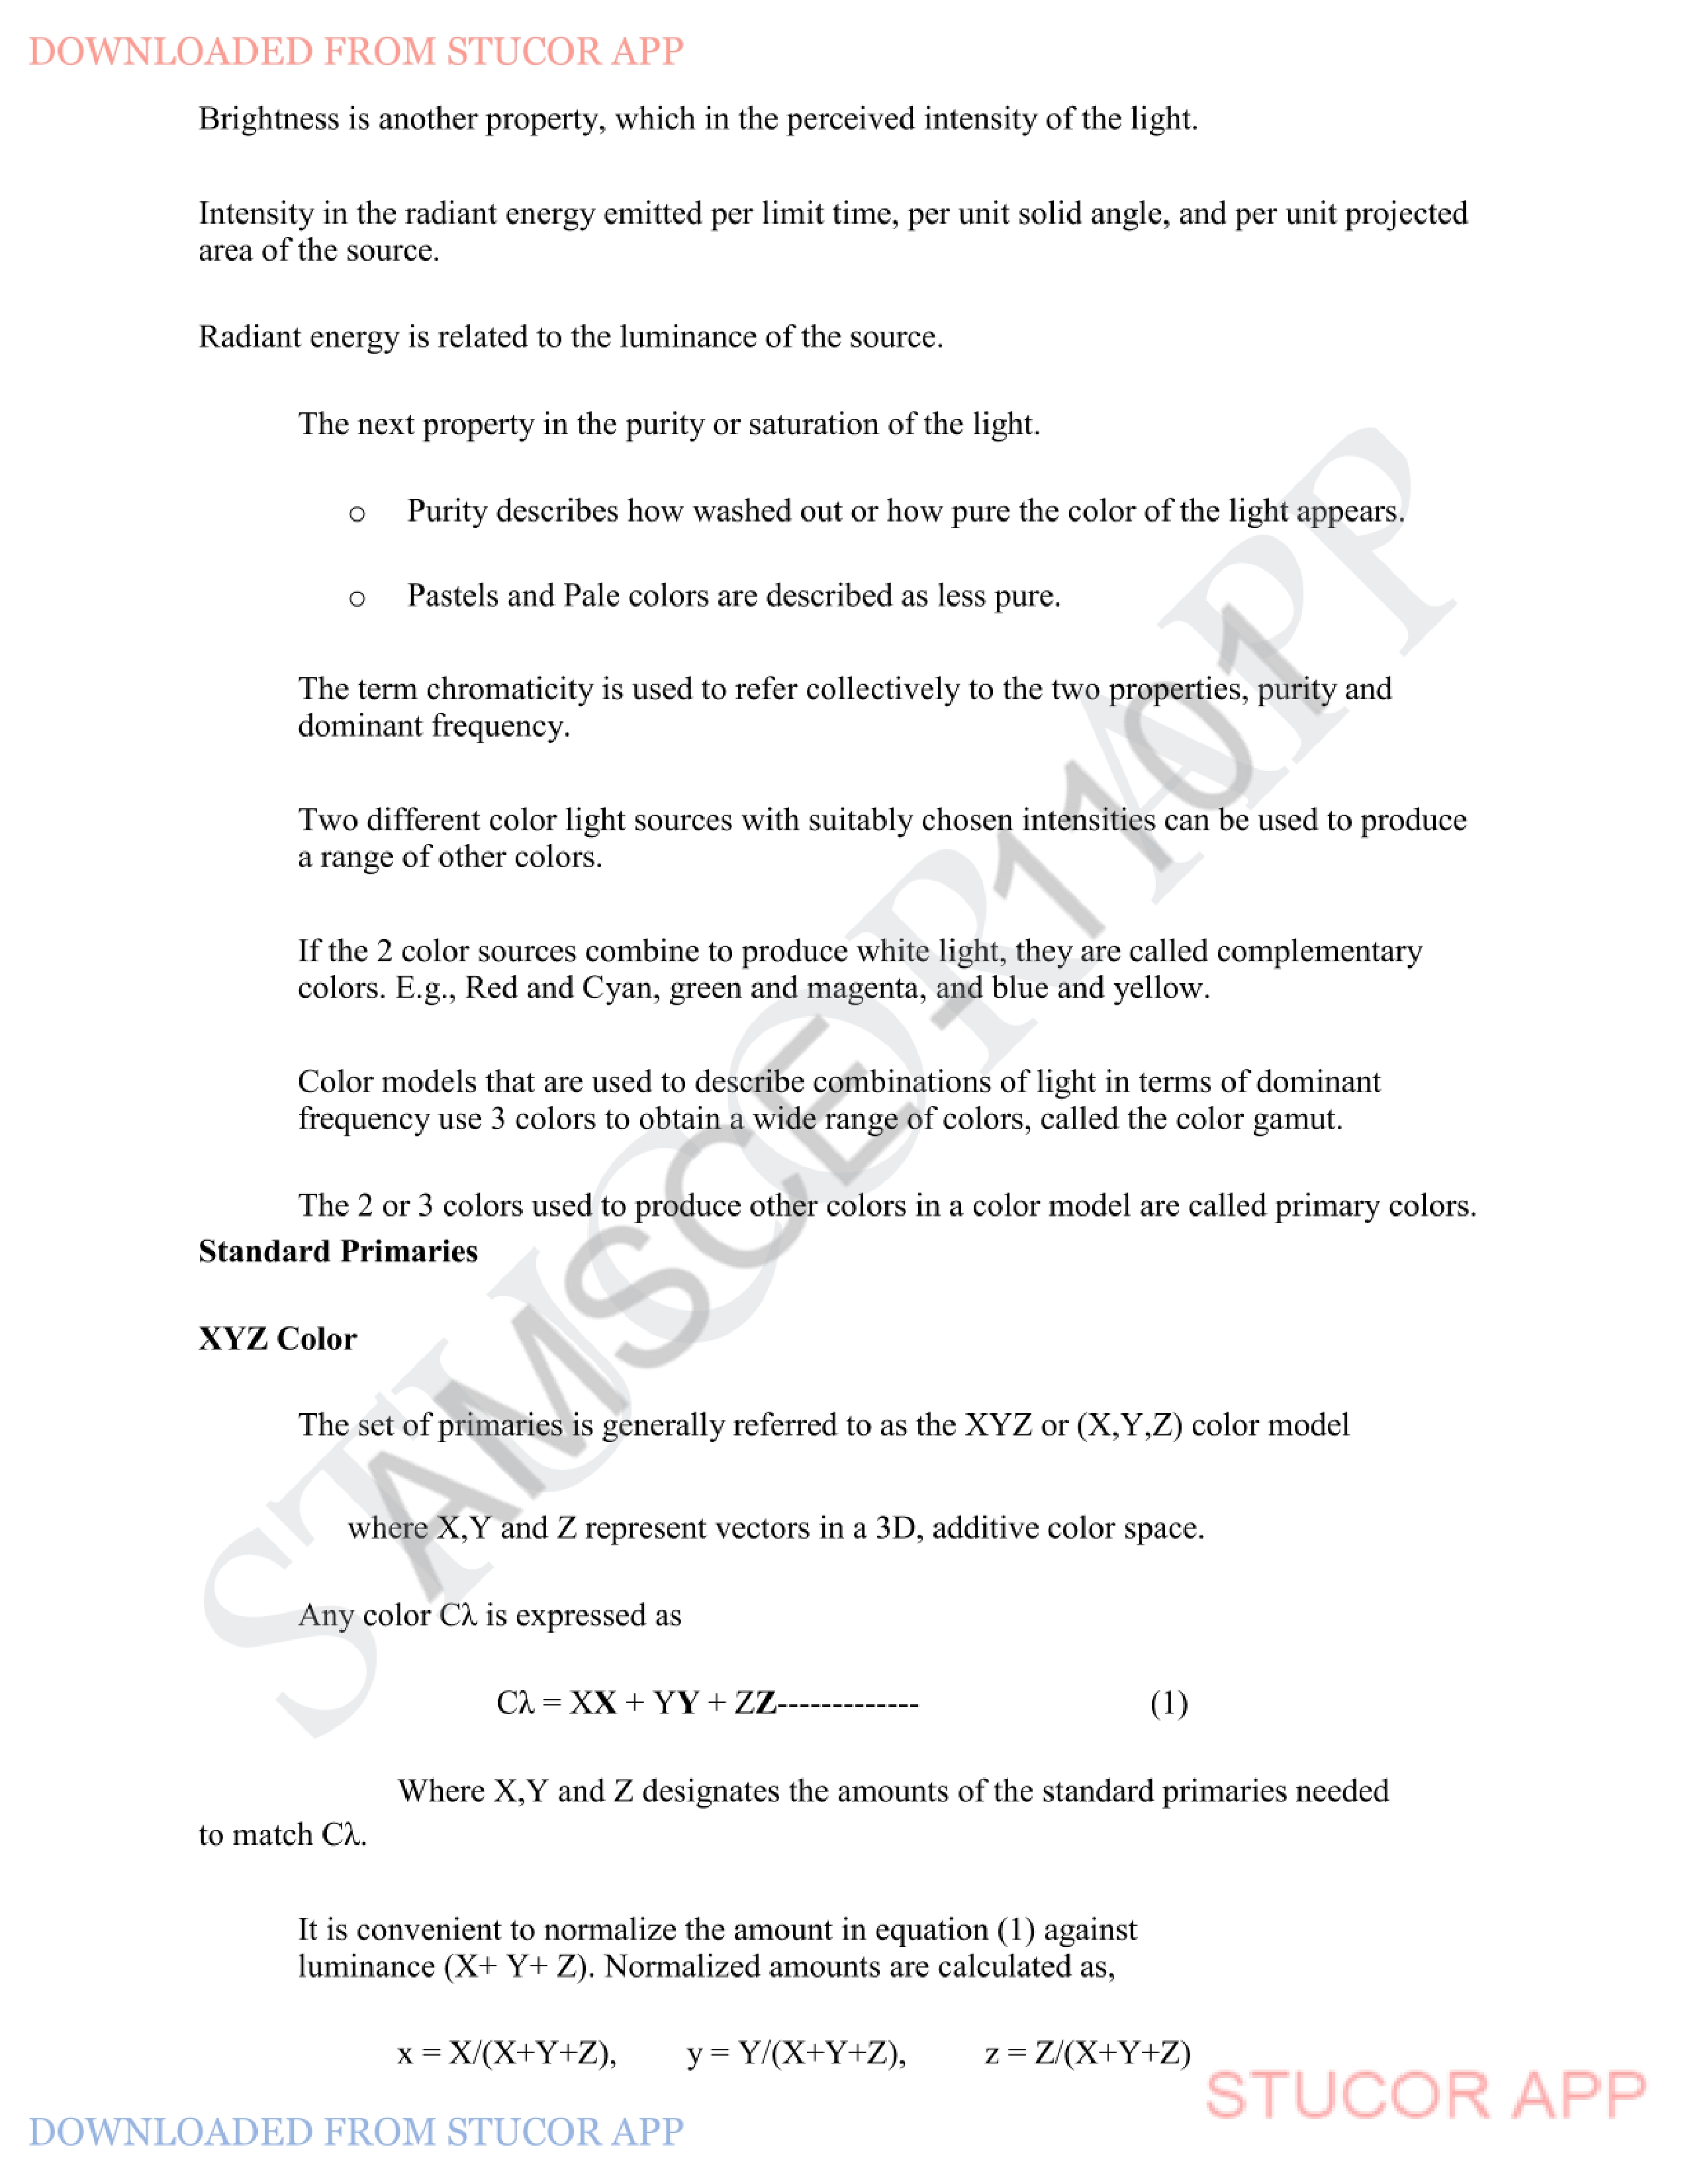 DOWNLOADED FROM STUCOR APP
Brightness is another property, which in the perceived intensity of the light.
Intensity in the radiant energy emitted per limit time, per unit solid angle, and per unit projected
area of the source.
Radiant energy is related to the luminance of the source.
The next property in the purity or saturation of the light.
o Purity describes how washed out or how pure the color of the light appears.
o Pastels and Pale colors are described as less pure.
The term chromaticity is used to refer collectively to the two properties, purity and
dominant frequency.
Two different color light sources with suitably chosen intensities can be used to produce
a range of other colors.
If the 2 color sources combine to produce white light, they are called complementary
colors. E.g., Red and Cyan, green and magenta, and blue and yellow.
Color models that are used to describe combinations of light in terms of dominant
frequency use 3 colors to obtain a wide range of colors, called the color gamut.
The 2 or 3 colors used to produce other colors in a color model are called primary colors.
Standard Primaries
XYZ Color
The set of primaries is generally referred to as the XYZ or (X,Y,Z) color model
where X,Y and Z represent vectors in a 3D, additive color space.
Any color Cλ is expressed as
Cλ = XX + YY + ZZ------------- (1)
Where X,Y and Z designates the amounts of the standard primaries needed
to match Cλ.
It is convenient to normalize the amount in equation (1) against
luminance (X+ Y+ Z). Normalized amounts are calculated as,
x = X/(X+Y+Z), y = Y/(X+Y+Z), z = Z/(X+Y+Z)
STUCOR APP
DOWNLOADED FROM STUCOR APP
STUCOR APP
AMSCE-1101